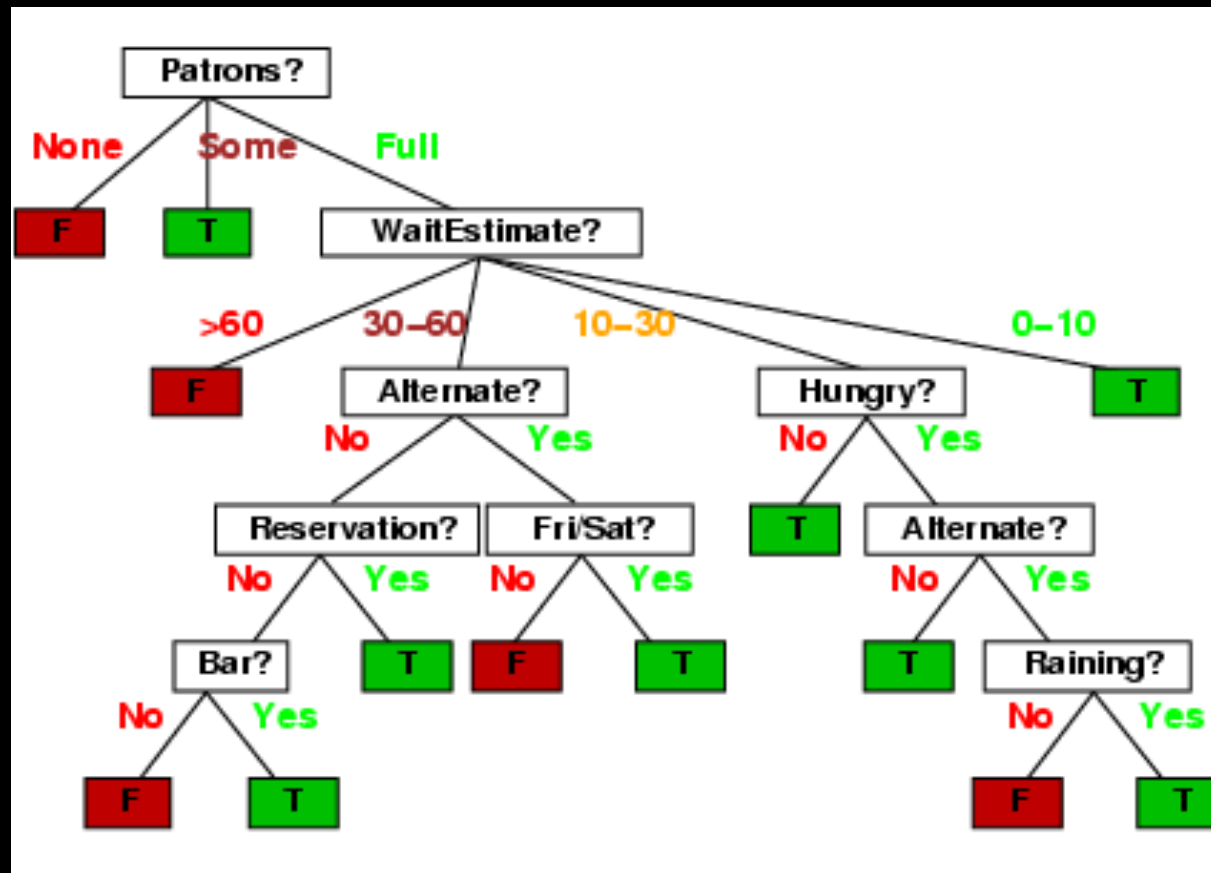 Patrons?
None Some Full
F T WaitEstimate?
>60 30–60 10–30 0–10
F Alternate? Hungry? T
No Yes No Yes
Reservation? Fri/Sat? T Alternate?
No Yes No Yes No Yes
Bar? T F T T Raining?
No Yes No Yes
F T F T